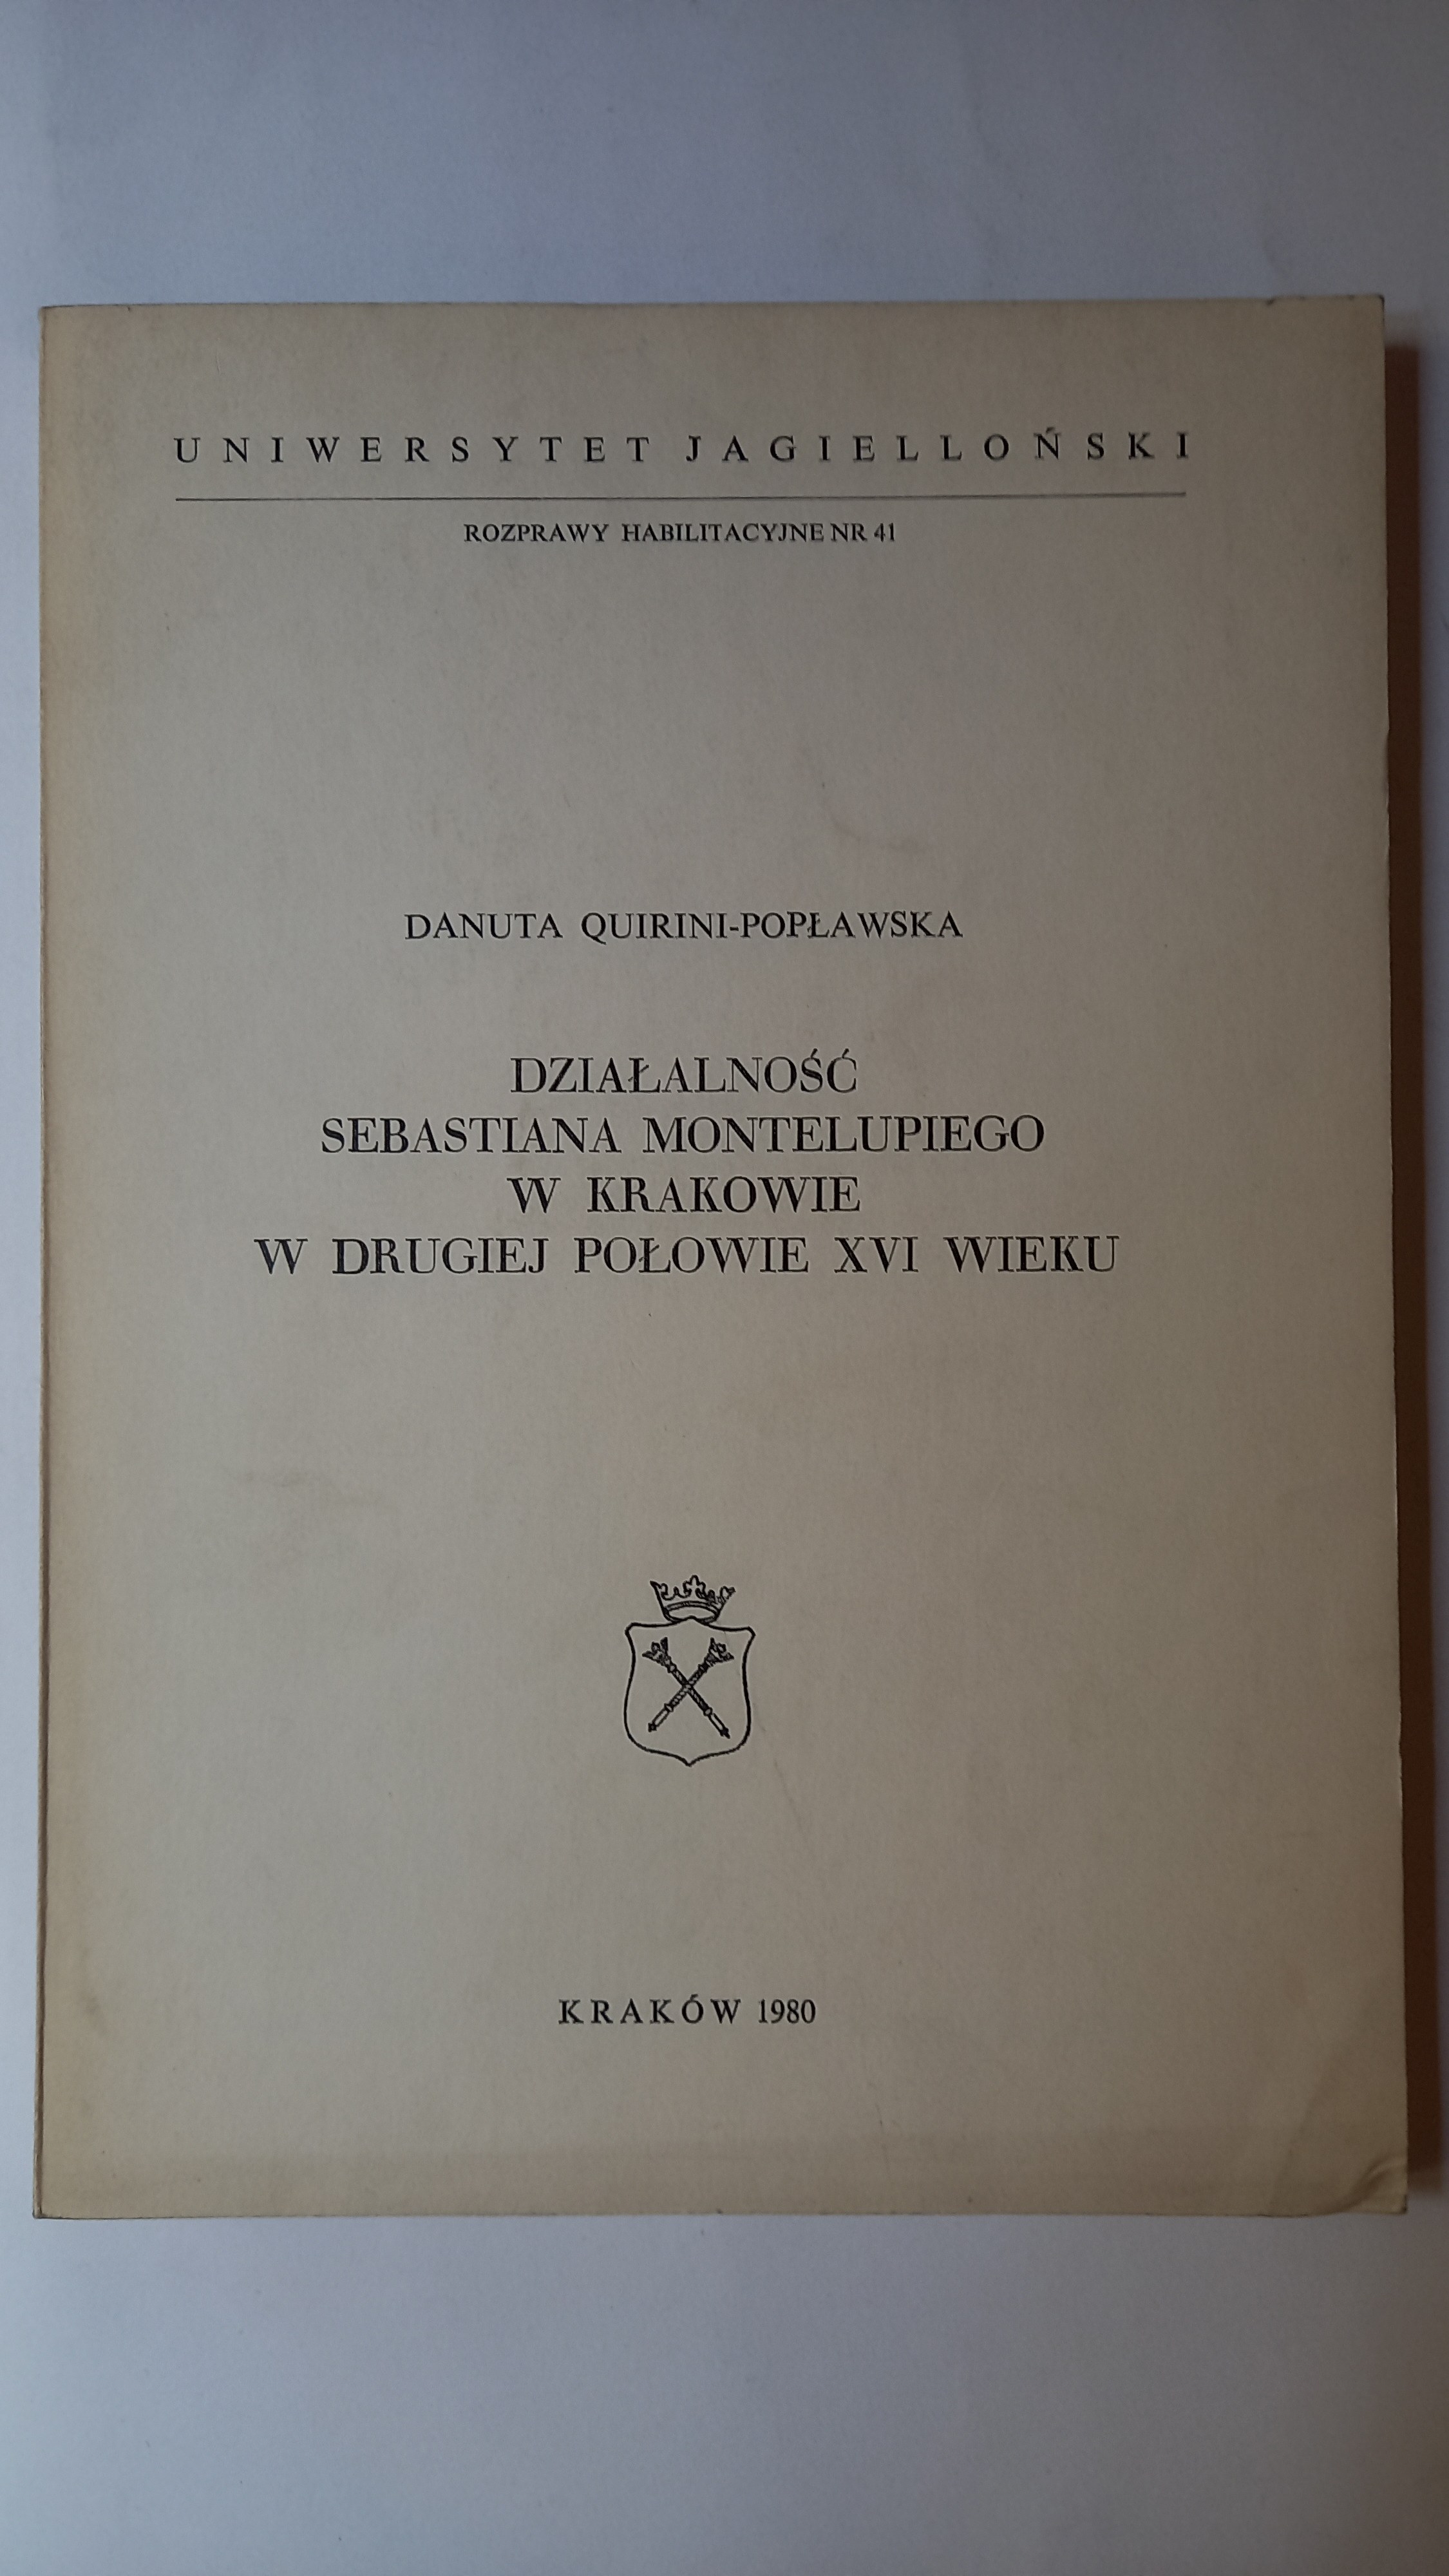 UNIWERSYTET JAGIELLOŃSKI
ROZPRAWY HABILITACYJNE NR 41
DANUTA QUIRINI-POPŁAWSKA
DZIAŁALNOŚĆ
SEBASTIANA MONTELUPIEGO
W KRAKOWIE
W DRUGIEJ POŁOWIE XVI WIEKU
KRAKÓW 1980